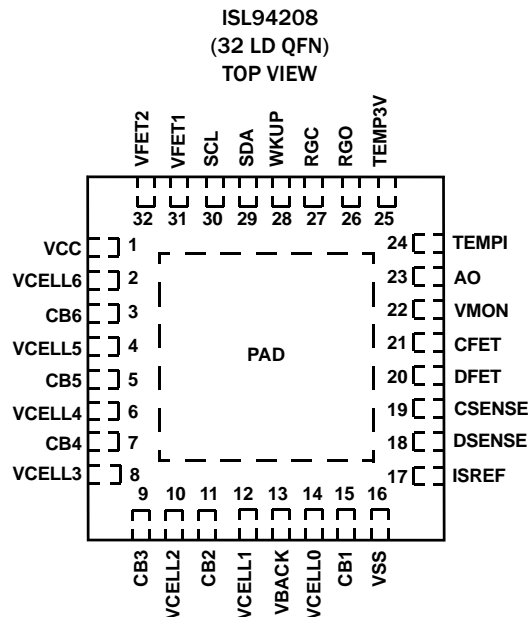 ISL94208
(32 LD QFN)
TOP VIEW
VFET2
VFET1
SCL
SDA
WKUP
RGC
RGO
TEMP3V
32
31
30
29
28
27
26
25
VCC 1
VCELL6 2
CB6 3
VCELL5 4
CB5 5
VCELL4 6
CB4 7
VCELL3 8
PAD
24 TEMPI
23 AO
22 VMON
21 CFET
20 DFET
19 CSENSE
18 DSENSE
17 ISREF
9
10
11
12
13
14
15
16
CB3
VCELL2
CB2
VCELL1
VBACK
VCELL0
CB1
VSS